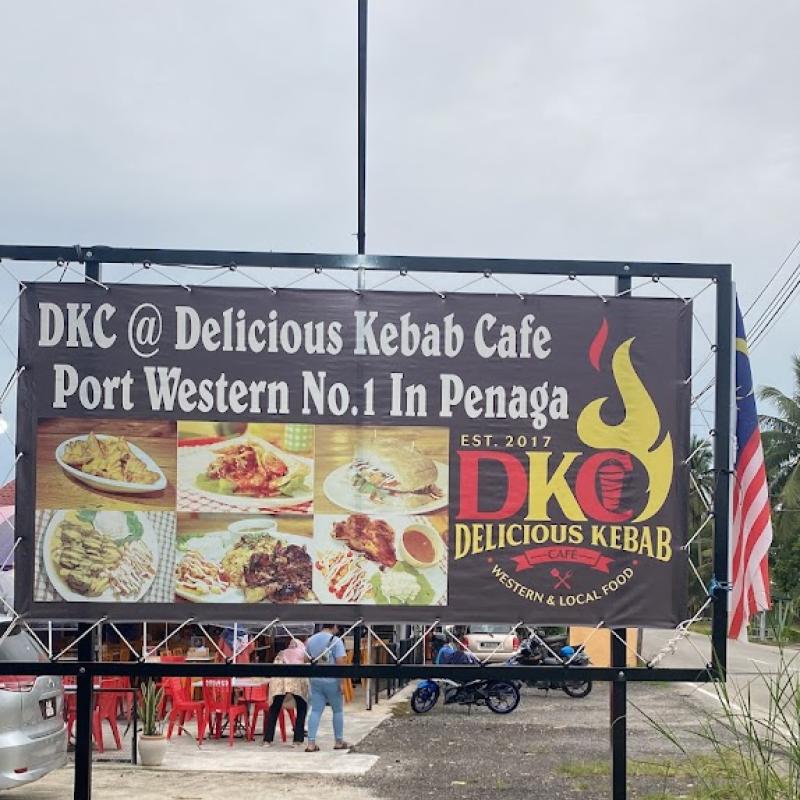 DKC @ Delicious Kebab Cafe
Port Western No.1 In Penaga
EST. 2017
DKC
DELICIOUS KEBAB
CAFE
WESTERN & LOCAL FOOD